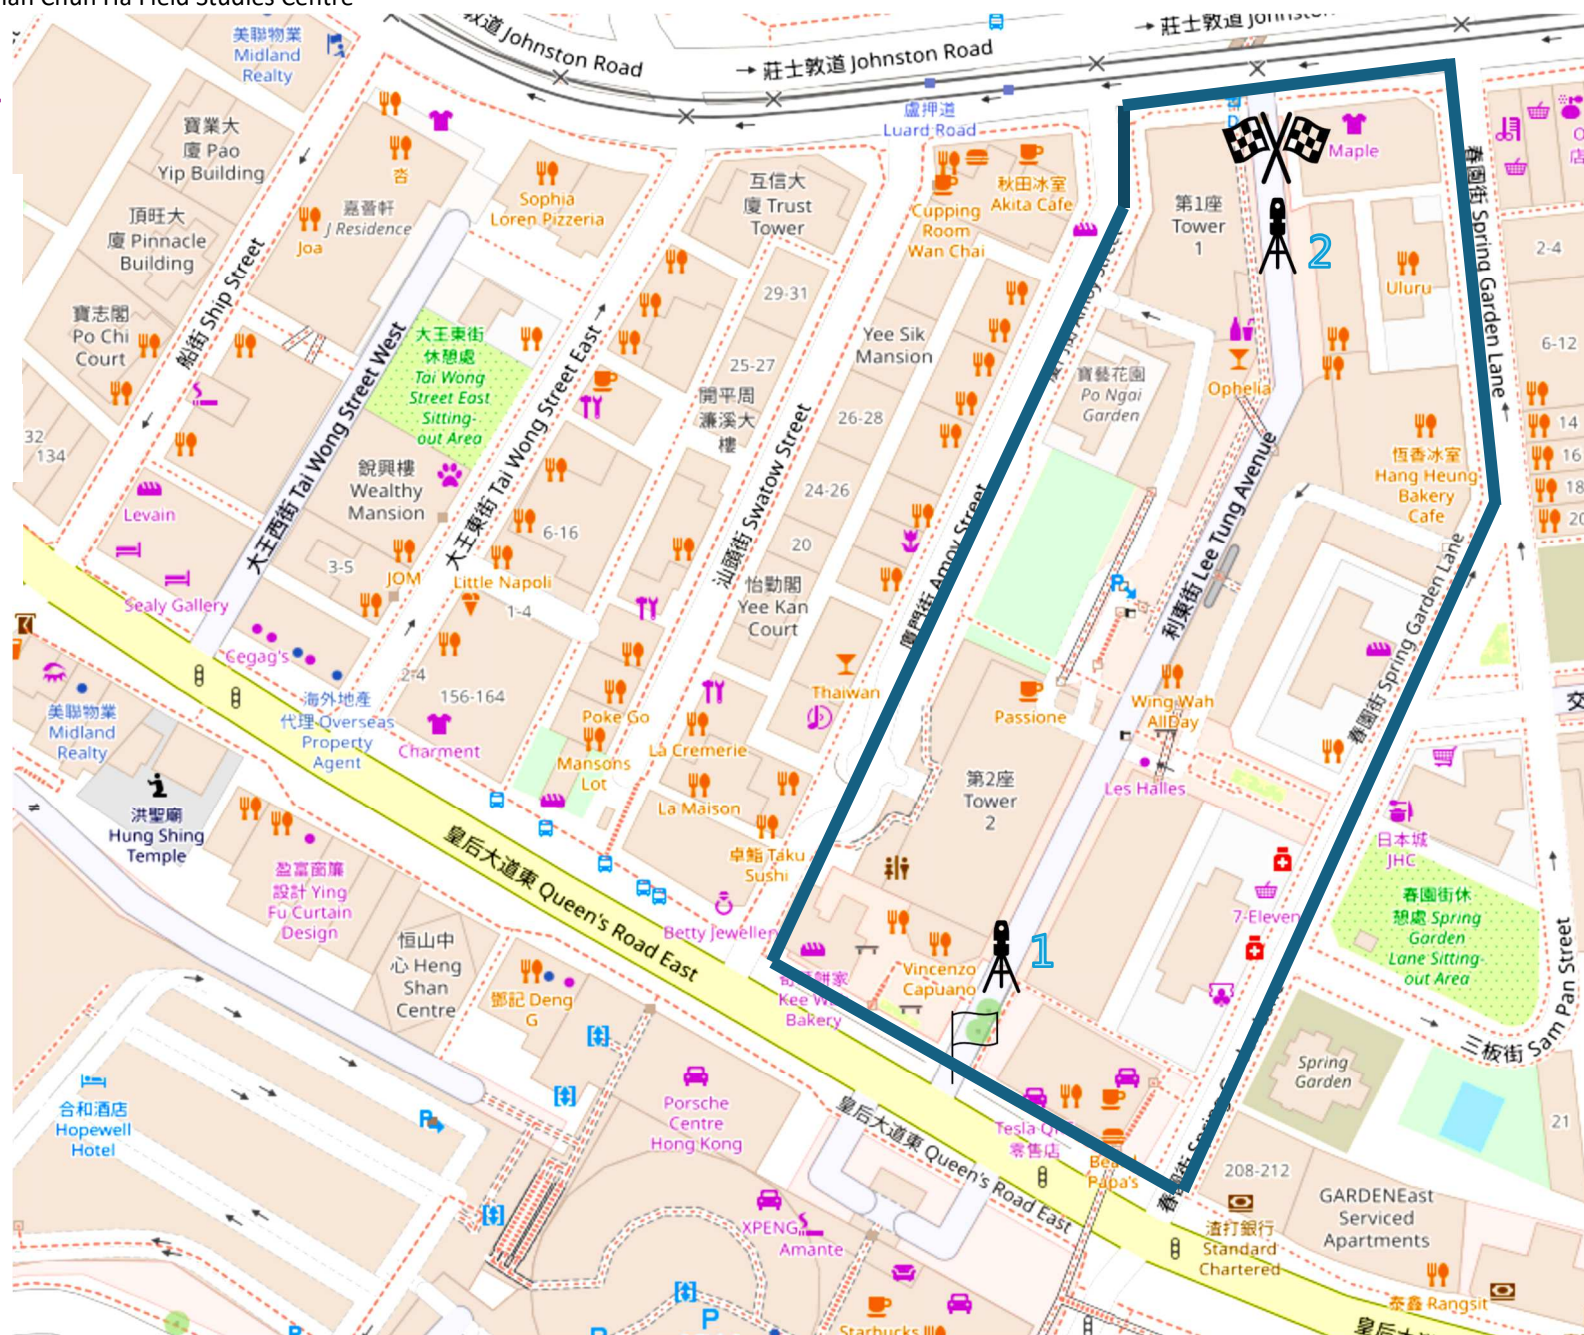 莊士敦道 Johnston Road
→ 莊士敦道 Johnston Road
美聯物業
Midland
Realty
盧押道
Luard Road
寶業大
廈 Pao
Yip Building
沓
Sophia
Loren Pizzeria
互信大
廈 Trust
Tower
秋田冰室
Akita Cafe
Cupping
Room
Wan Chai
第1座
Tower
1
Maple
2
頂旺大
廈 Pinnacle
Building
嘉薈軒
J Residence
Joa
寶志閣
Po Chi
Court
船街 Ship Street
大王東街
休憩處
Tai Wong
Street East
Sitting-
out Area
29-31
Yee Sik
Mansion
25-27
開平周
濂溪大
樓
26-28
寶藝花園
Po Ngai
Garden
Ophelia
Uluru
春園街 Spring Garden Lane
2-4
6-12
14
16
18
20
恆香冰室
Hang Heung
Bakery
Cafe
32
134
Levain
銳興樓
Wealthy
Mansion
大王西街 Tai Wong Street West
大王東街 Tai Wong Street East →
汕頭街 Swatow Street
廈門街 Amoy Street
利東街 Lee Tung Avenue
春園街 Spring Garden Lane
24-26
20
6-16
3-5
JOM
Little Napoli
1-4
怡勤閣
Yee Kan
Court
Sealy Gallery
Cegag's
2-4
156-164
海外地產
代理 Overseas
Property
Agent
Charment
Poke Go
Mansons
Lot
La Cremerie
La Maison
Thaiwan
Passione
Wing Wah
AllDay
Les Halles
第2座
Tower
2
卓鮨 Taku
Sushi
Betty Jeweller
美聯物業
Midland
Realty
洪聖廟
Hung Shing
Temple
盈富窗簾
設計 Ying
Fu Curtain
Design
皇后大道東 Queen's Road East
恒山中
心 Heng
Shan
Centre
鄧記 Deng
G
Bakery
Vincenzo
Capuano
1
7-Eleven
日本城
JHC
春園街休
憩處 Spring
Garden
Lane Sitting-
out Area
三板街 Sam Pan Street
Spring
Garden
21
合和酒店
Hopewell
Hotel
Porsche
Centre
Hong Kong
皇后大道東 Queen's Road East
零售店
Papa's
208-212
渣打銀行
Standard
Chartered
GARDENEast
Serviced
Apartments
XPENG
Amante
Starbucks
P
泰鑫 Rangsit